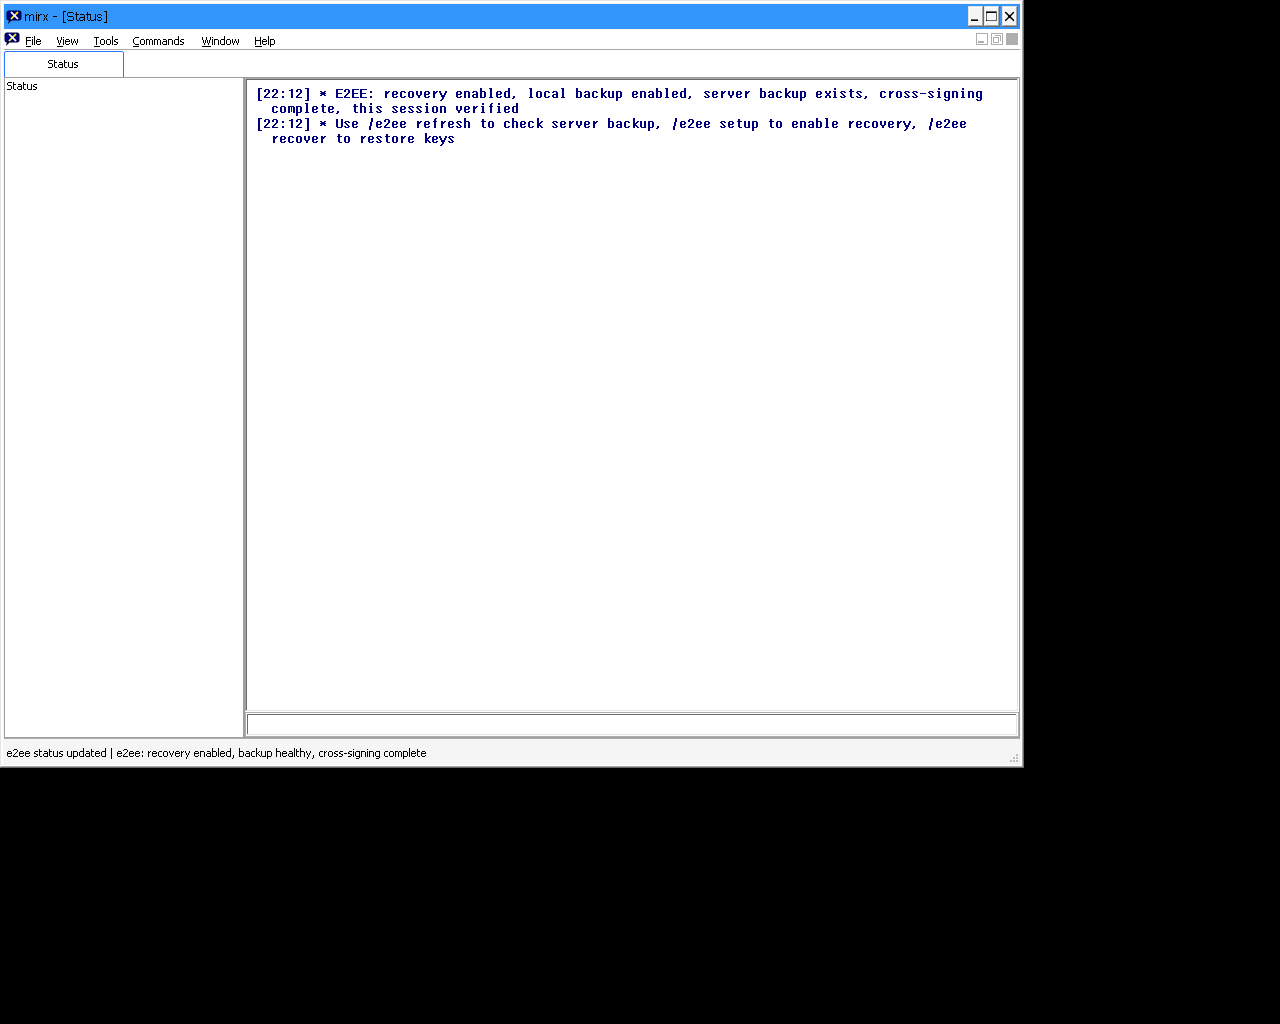 mirx - [Status]
File View Tools Commands Window Help
Status
Status
[22:12] * E2EE: recovery enabled, local backup enabled, server backup exists, cross-signing
complete, this session verified
[22:12] * Use /e2ee refresh to check server backup, /e2ee setup to enable recovery, /e2ee
recover to restore keys
e2ee status updated | e2ee: recovery enabled, backup healthy, cross-signing complete